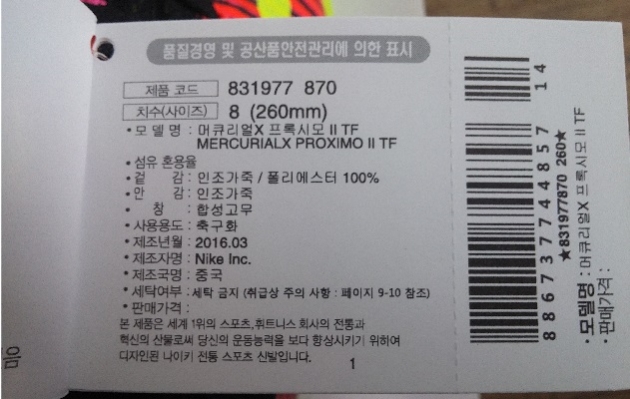 품질경영 및 공산품안전관리에 의한 표시
제품 코드 831977 870
치수(사이즈) 8 (260mm)
• 모 델 명 : 머큐리얼X 프록시모 II TF
MERCURIALX PROXIMO II TF
• 섬유 혼용율
• 겉 감 : 인조가죽 / 폴리에스터 100%
• 안 감 : 인조가죽
• 창 : 합성고무
• 사용용도 : 축구화
• 제조년월 : 2016.03
• 제조자명 : Nike Inc.
• 제조국명 : 중국
• 세탁여부 : 세탁 금지 (취급상 주의 사항 : 페이지 9-10 참조)
• 판매가격 :
본 제품은 세계 1위의 스포츠,휘트니스 회사의 전통과
혁신의 산물로써 당신의 운동능력을 보다 향상시키기 위하여
디자인된 나이키 전통 스포츠 신발입니다.
1
14
886737744857
★831977870 260★
• 모델명 : 머큐리얼X 프록시모 II TF
• 판매가격 :